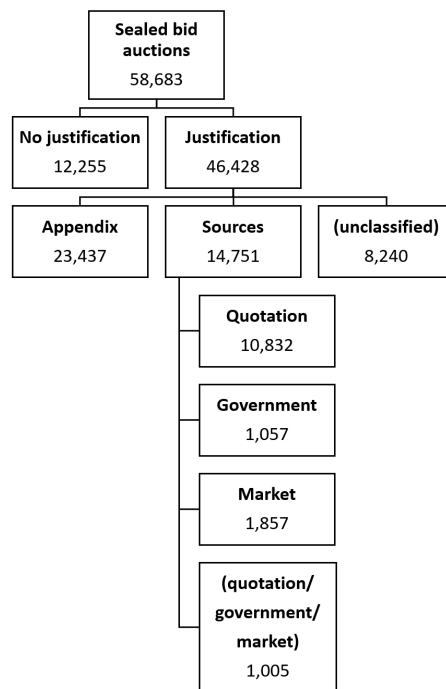 Sealed bid
auctions
58,683
No justification
12,255
Justification
46,428
Appendix
23,437
Sources
14,751
(unclassified)
8,240
Quotation
10,832
Government
1,057
Market
1,857
(quotation/
government/
market)
1,005